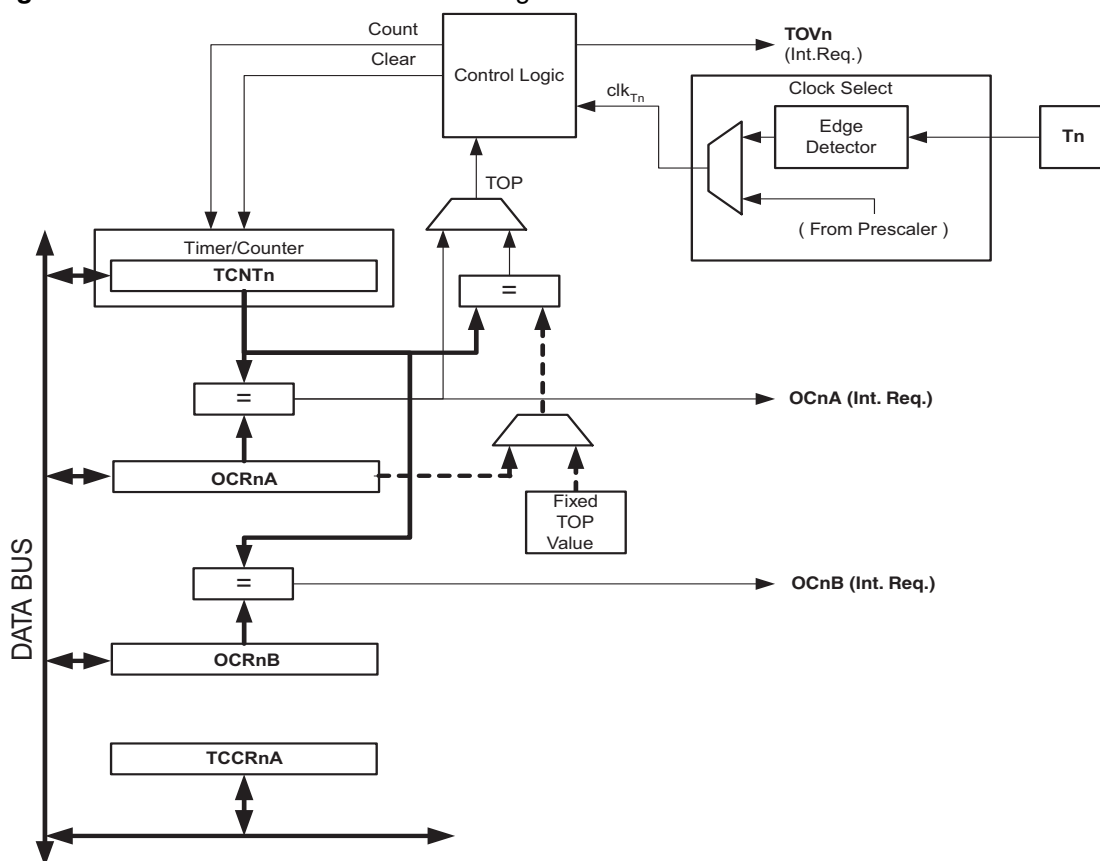 Count
Clear
Control Logic
TOVn
(Int.Req.)
clkTn
Clock Select
Edge
Detector
Tn
( From Prescaler )
TOP
Timer/Counter
TCNTn
=
=
OCnA (Int. Req.)
OCRnA
Fixed
TOP
Value
=
OCnB (Int. Req.)
OCRnB
TCCRnA
DATA BUS